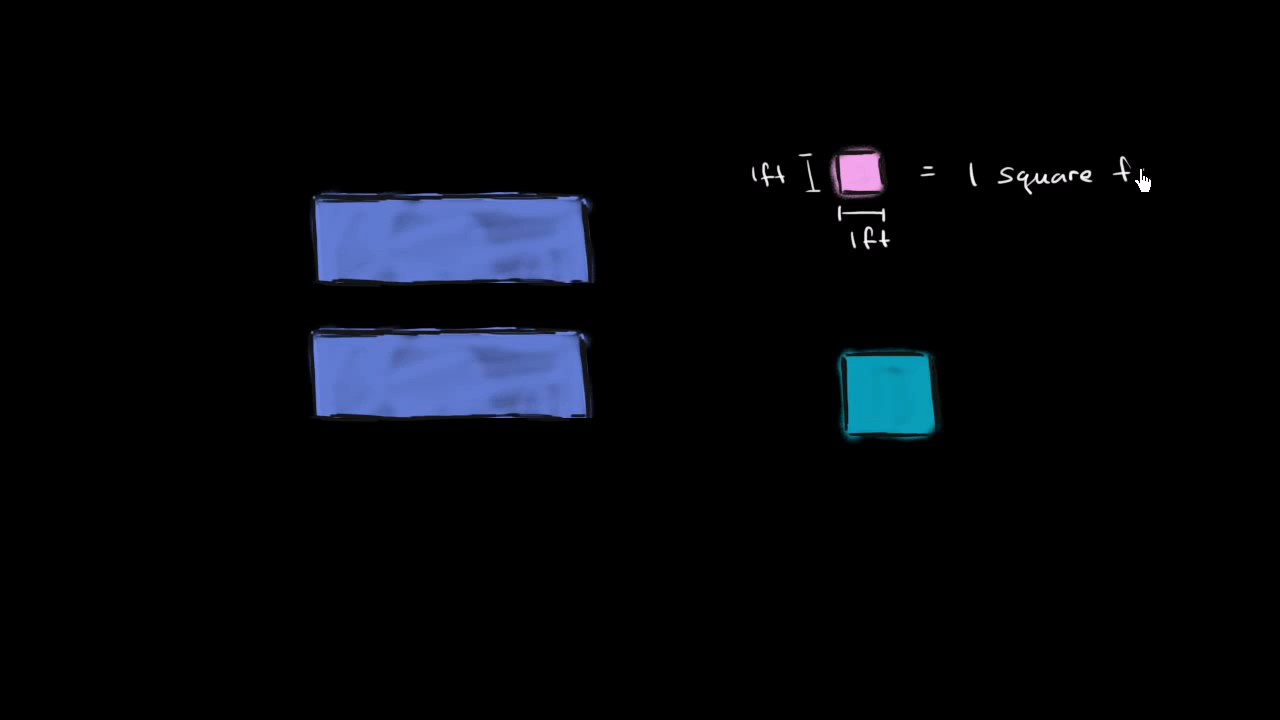 1ft = 1 square f
1ft